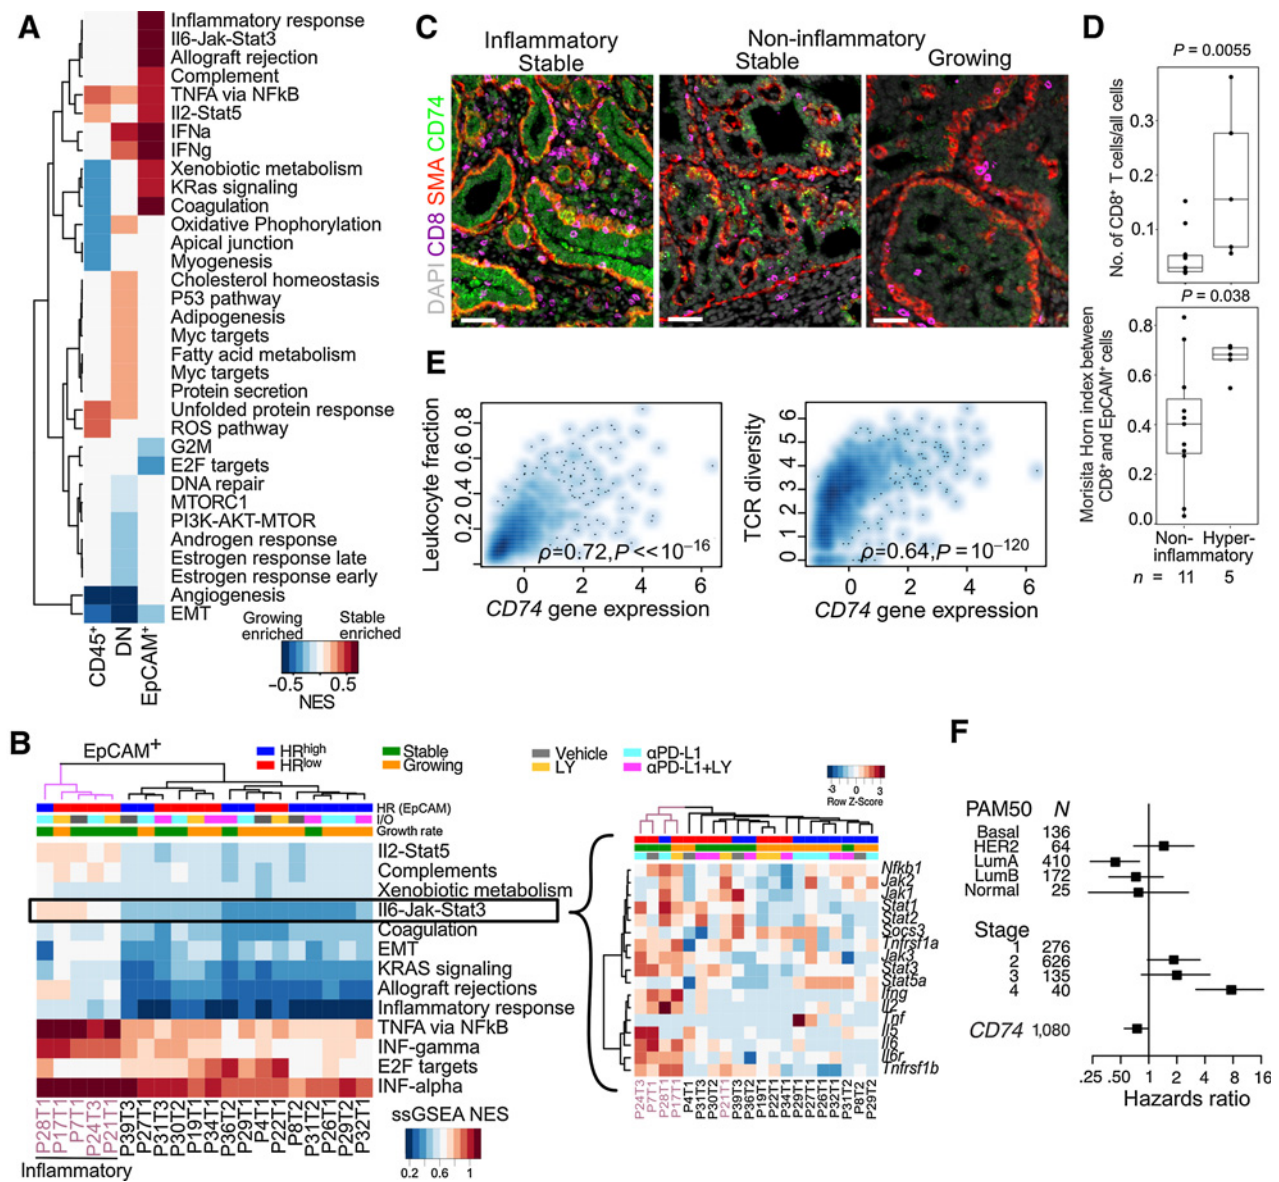 A
Inflammatory response
Il6-Jak-Stat3
Allograft rejection
Complement
TNFA via NFkB
Il2-Stat5
IFNa
IFNg
Xenobiotic metabolism
KRas signaling
Coagulation
Oxidative Phophorylation
Apical junction
Myogenesis
Cholesterol homeostasis
P53 pathway
Adipogenesis
Myc targets
Fatty acid metabolism
Myc targets
Protein secretion
Unfolded protein response
ROS pathway
G2M
E2F targets
DNA repair
MTORC1
PI3K-AKT-MTOR
Androgen response
Estrogen response late
Estrogen response early
Angiogenesis
EMT
CD45⁺
DN
EpCAM⁺
Growing enriched
Stable enriched
−0.5 0.5
NES
C
Inflammatory
Stable
Non-inflammatory
Stable
Growing
DAPI CD8 SMA CD74
D
P = 0.0055
No. of CD8⁺ T cells/all cells
0.3
0.2
0.1
P = 0.038
Morisita Horn index between
CD8⁺ and EpCAM⁺ cells
0.8
0.6
0.4
0.2
0.0
Non- Hyper-
inflammatory
n = 11 5
E
Leukocyte fraction
0.2 0.4 0.6 0.8
ρ=0.72, P << 10⁻¹⁶
0 2 4 6
CD74 gene expression
TCR diversity
0 1 2 3 4 5 6
ρ=0.64, P = 10⁻¹²⁰
0 2 4 6
CD74 gene expression
B
EpCAM⁺
HRhigh
HRlow
Stable
Growing
Vehicle
LY
αPD-L1
αPD-L1+LY
HR (EpCAM)
I/O
Growth rate
Il2-Stat5
Complements
Xenobiotic metabolism
Il6-Jak-Stat3
Coagulation
EMT
KRAS signaling
Allograft rejections
Inflammatory response
TNFA via NFkB
INF-gamma
E2F targets
INF-alpha
P28T1
P17T1
P7T1
P24T3
P21T1
P39T3
P27T1
P31T3
P30T2
P19T1
P34T1
P36T2
P29T1
P4T1
P22T1
P8T2
P31T2
P26T1
P29T2
P32T1
Inflammatory
ssGSEA NES
0.2 0.6 1
-3 0 3
Row Z-Score
Nfkb1
Jak2
Jak1
Stat1
Stat2
Socs3
Tnfrsf1a
Jak3
Stat3
Stat5a
Ifng
Il2
Tnf
Il5
Il6
Il6r
Tnfrsf1b
P24T3
P7T1
P28T1
P17T1
P4T1
P31T3
P30T2
P21T1
P39T3
P36T2
P19T1
P22T1
P34T1
P29T1
P27T1
P26T1
P32T1
P31T2
P8T2
P29T2
F
PAM50 N
Basal 136
HER2 64
LumA 410
LumB 172
Normal 25
Stage
1 276
2 626
3 135
4 40
CD74 1,080
.25 .50 1 2 4 8 16
Hazards ratio